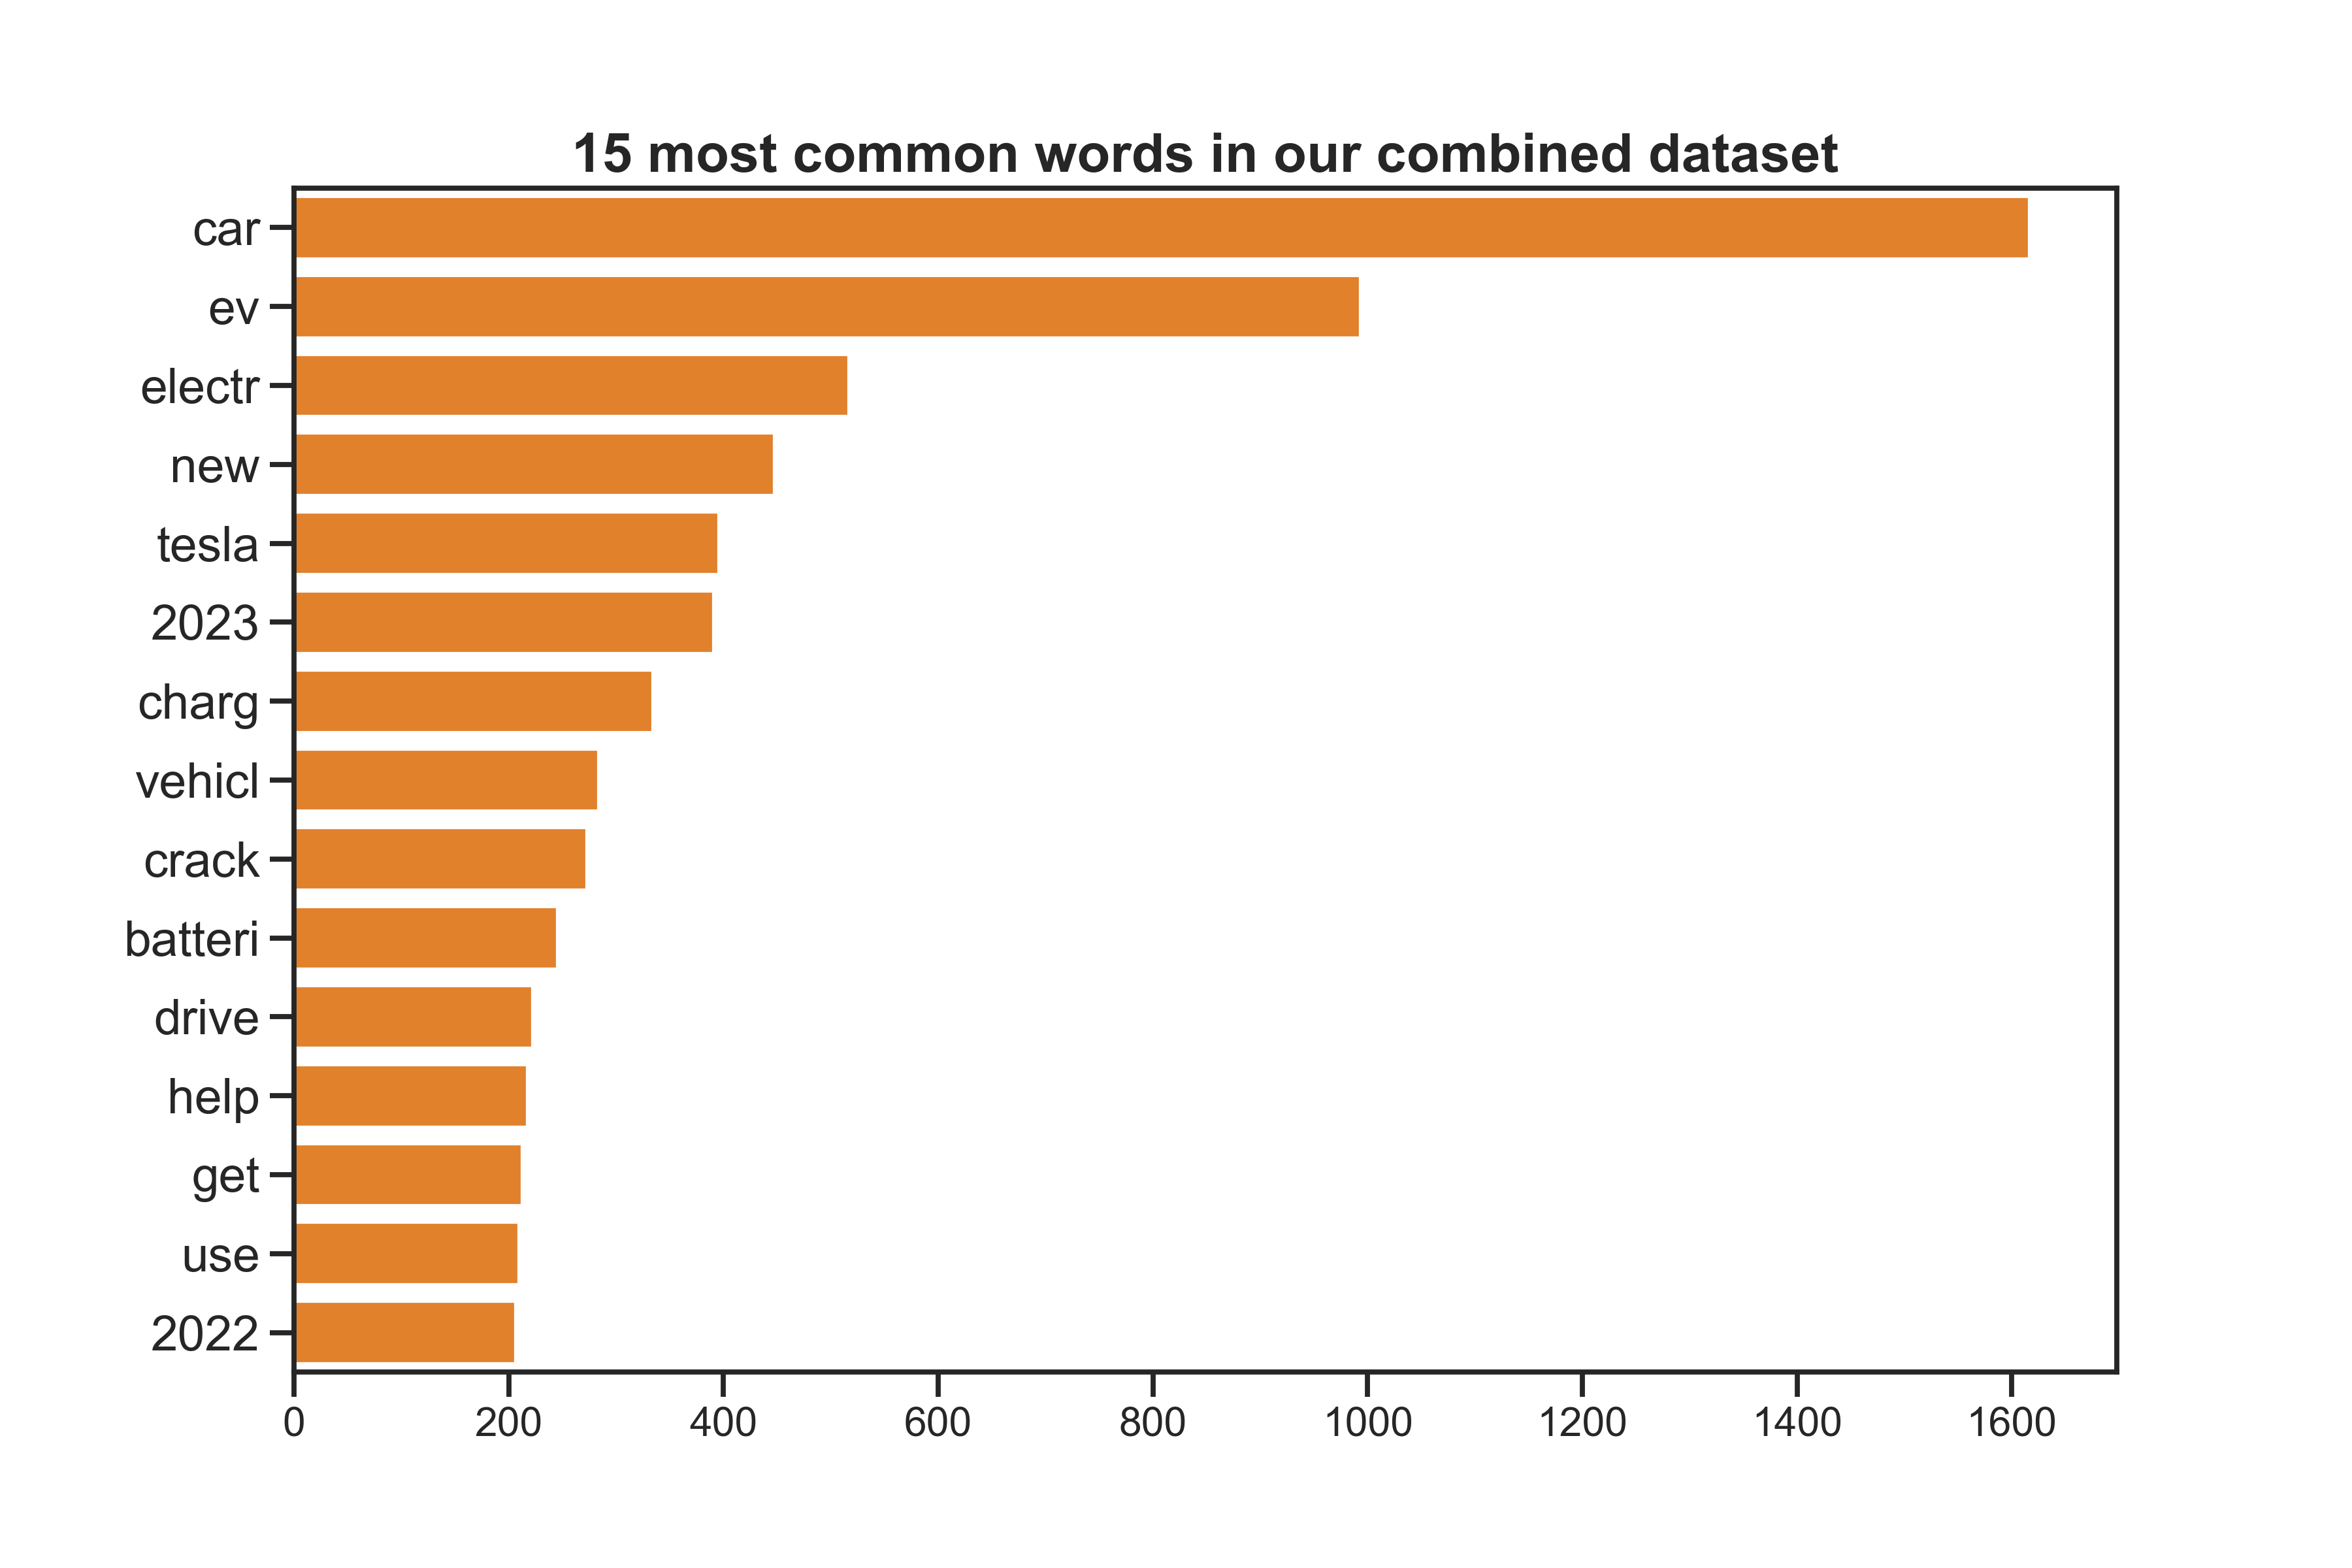 15 most common words in our combined dataset
car
ev
electr
new
tesla
2023
charg
vehicl
crack
batteri
drive
help
get
use
2022
0 200 400 600 800 1000 1200 1400 1600